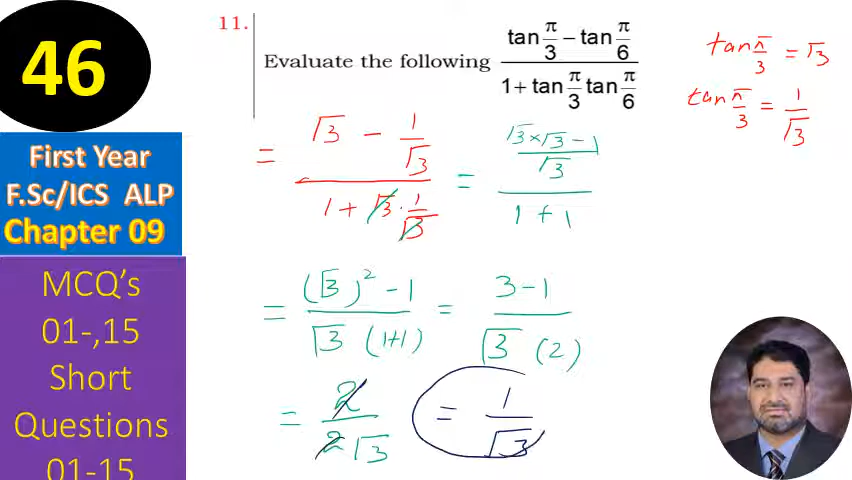 46
First Year
F.Sc/ICS ALP
Chapter 09
MCQ's
01-,15
Short
Questions
01-15
11.
Evaluate the following (tan π/3 – tan π/6) / (1+ tan π/3 tan π/6)
tan π/3 = √3
tan π/3 = 1/√3
= (√3 - 1/√3) / (1 + √3 · 1/√3) = ((√3 × √3 - 1)/√3) / (1 + 1)
= ((√3)² - 1) / (√3 (1+1)) = (3-1) / (√3 (2))
= 2 / (2√3) = 1/√3